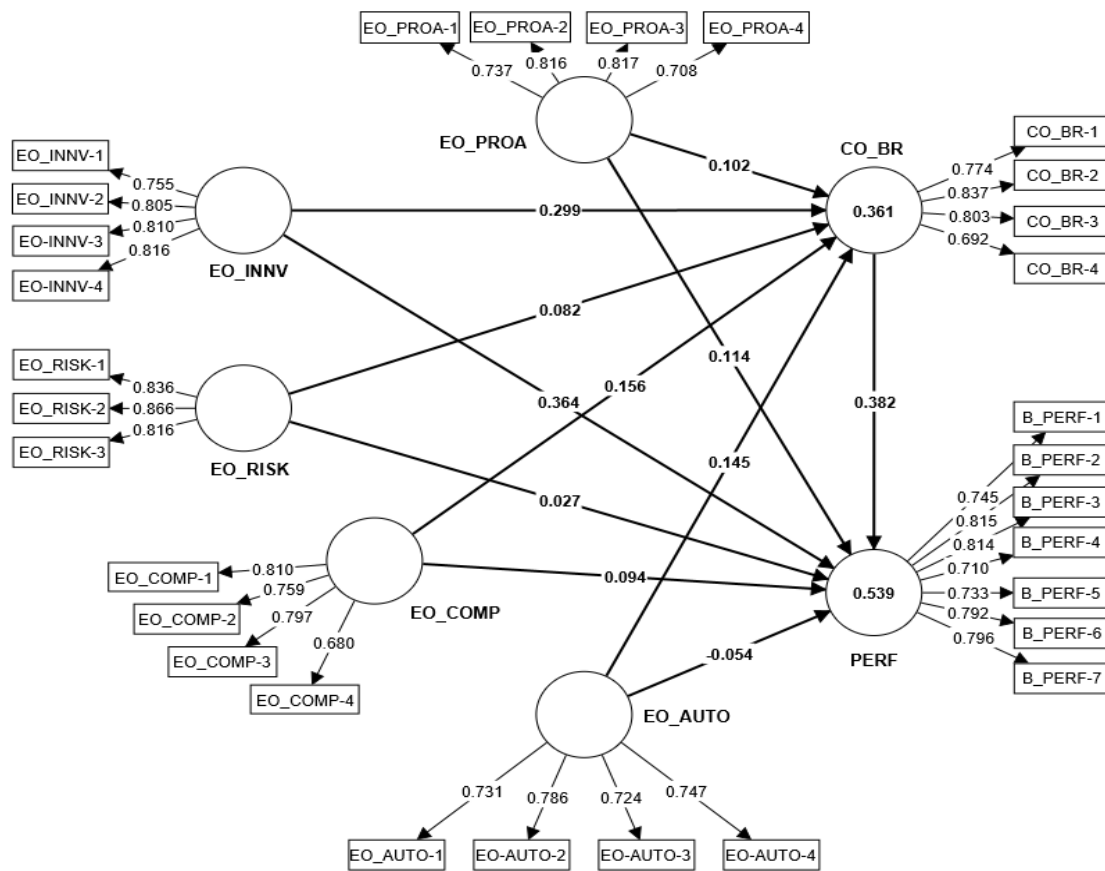 EO_PROA-1
EO_PROA-2
EO_PROA-3
EO_PROA-4
0.737
0.816
0.817
0.708
EO_PROA
EO_INNV-1
EO_INNV-2
EO-INNV-3
EO-INNV-4
0.755
0.805
0.810
0.816
EO_INNV
CO_BR
0.361
CO_BR-1
CO_BR-2
CO_BR-3
CO_BR-4
0.774
0.837
0.803
0.692
0.102
0.299
0.082
0.156
0.114
0.364
0.145
0.382
0.027
0.094
-0.054
EO_RISK-1
EO_RISK-2
EO_RISK-3
0.836
0.866
0.816
EO_RISK
EO_COMP-1
EO_COMP-2
EO_COMP-3
EO_COMP-4
0.810
0.759
0.797
0.680
EO_COMP
0.539
PERF
B_PERF-1
B_PERF-2
B_PERF-3
B_PERF-4
B_PERF-5
B_PERF-6
B_PERF-7
0.745
0.815
0.814
0.710
0.733
0.792
0.796
EO_AUTO
0.731
0.786
0.724
0.747
EO_AUTO-1
EO-AUTO-2
EO-AUTO-3
EO-AUTO-4